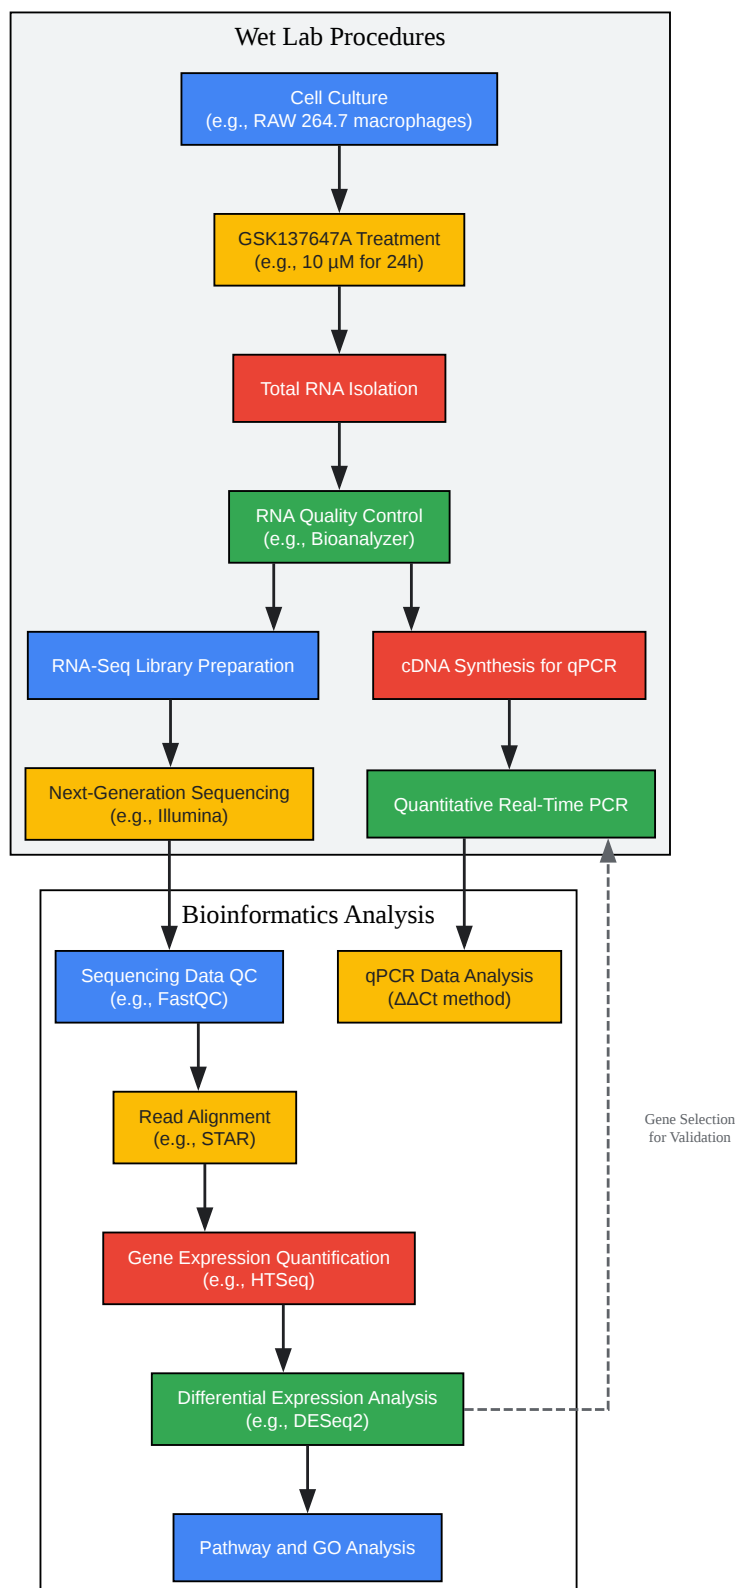 Wet Lab Procedures
Cell Culture
(e.g., RAW 264.7 macrophages)
GSK137647A Treatment
(e.g., 10 µM for 24h)
Total RNA Isolation
RNA Quality Control
(e.g., Bioanalyzer)
RNA-Seq Library Preparation
cDNA Synthesis for qPCR
Next-Generation Sequencing
(e.g., Illumina)
Quantitative Real-Time PCR
Bioinformatics Analysis
Sequencing Data QC
(e.g., FastQC)
qPCR Data Analysis
(ΔΔCt method)
Read Alignment
(e.g., STAR)
Gene Selection
for Validation
Gene Expression Quantification
(e.g., HTSeq)
Differential Expression Analysis
(e.g., DESeq2)
Pathway and GO Analysis